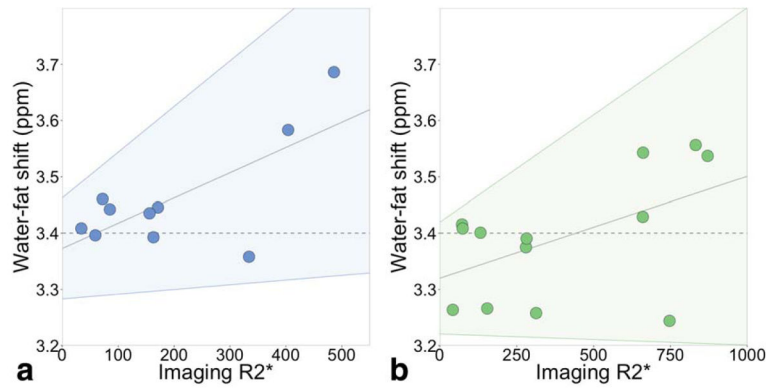 3.7
3.6
3.5
3.4
3.3
3.2
Water-fat shift (ppm)
0 100 200 300 400 500
Imaging R2*
a
3.7
3.6
3.5
3.4
3.3
3.2
Water-fat shift (ppm)
0 250 500 750 1000
Imaging R2*
b